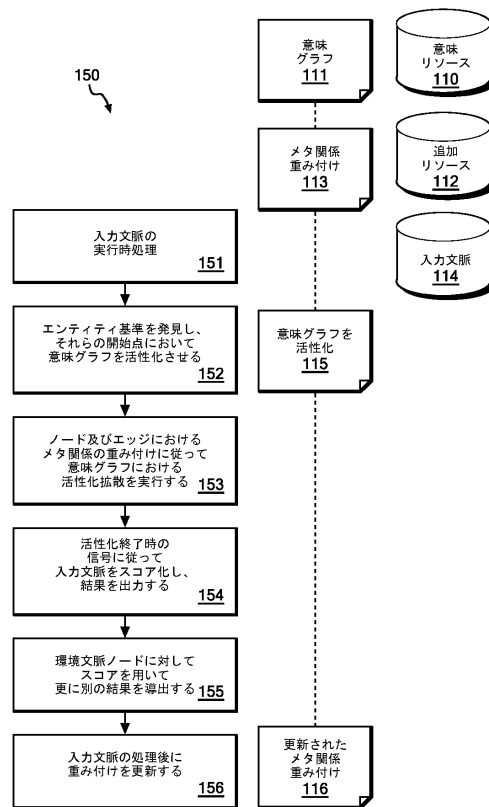 150
意味
グラフ
111
意味
リソース
110
メタ関係
重み付け
113
追加
リソース
112
入力文脈
114
入力文脈の
実行時処理
151
エンティティ基準を発見し、
それらの開始点において
意味グラフを活性化させる
152
意味グラフを
活性化
115
ノード及びエッジにおける
メタ関係の重み付けに従って
意味グラフにおける
活性化拡散を実行する
153
活性化終了時の
信号に従って
入力文脈をスコア化し、
結果を出力する
154
環境文脈ノードに対して
スコアを用いて
更に別の結果を導出する
155
入力文脈の処理後に
重み付けを更新する
156
更新された
メタ関係
重み付け
116